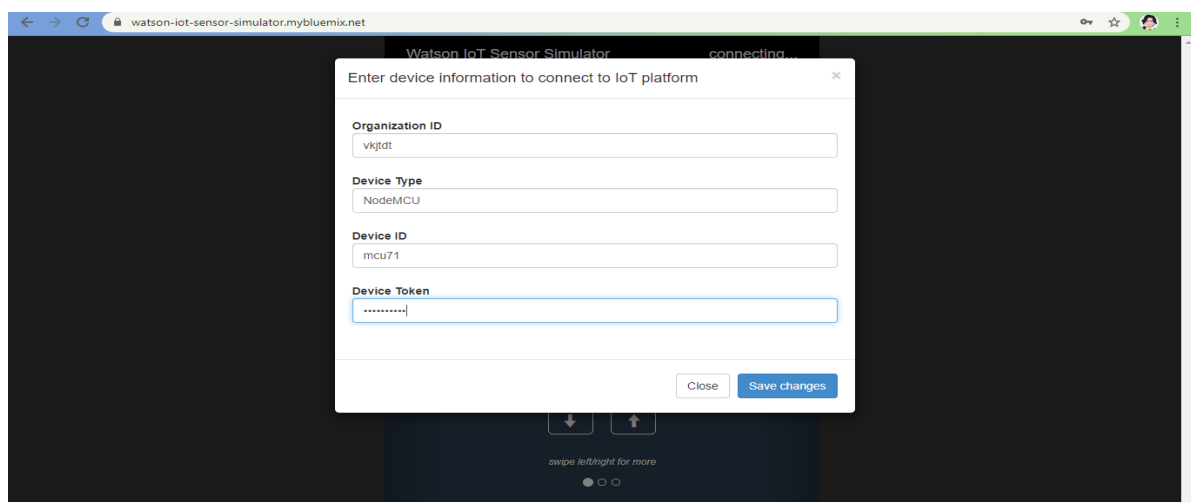 watson-iot-sensor-simulator.mybluemix.net
Watson IoT Sensor Simulator connecting...
Enter device information to connect to IoT platform ×
Organization ID
vkjtdt
Device Type
NodeMCU
Device ID
mcu71
Device Token
••••••••••
Close Save changes
swipe left/right for more